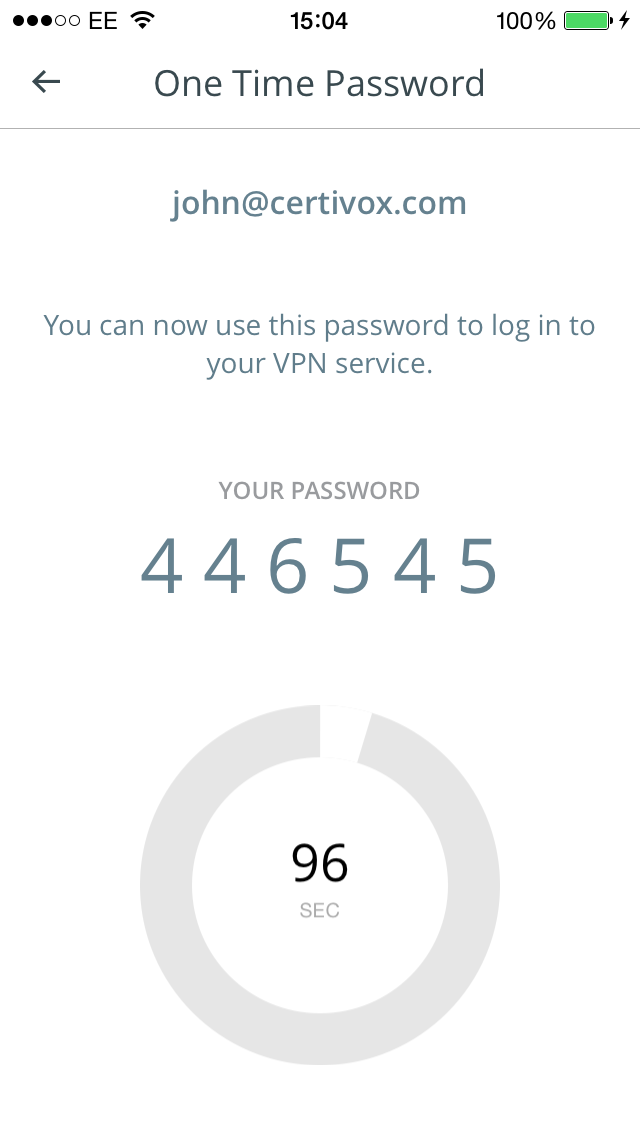 EE 15:04 100%
One Time Password
john@certivox.com
You can now use this password to log in to
your VPN service.
YOUR PASSWORD
4 4 6 5 4 5
96
SEC